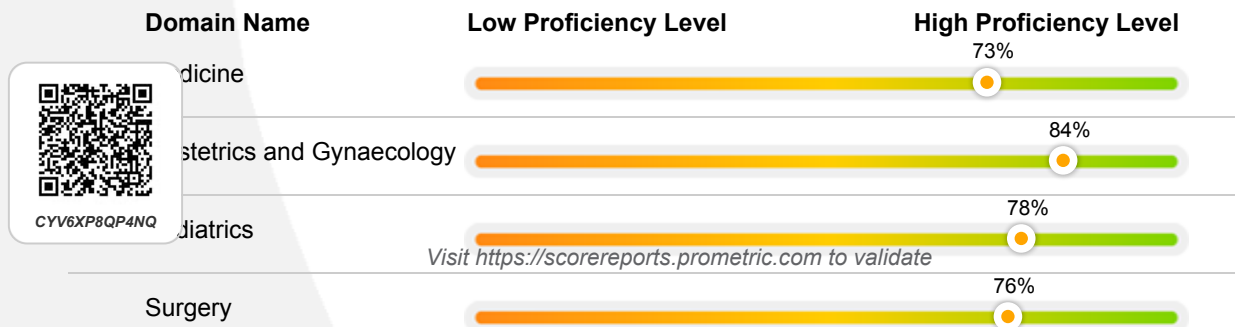 Domain Name Low Proficiency Level High Proficiency Level
73%
dicine
84%
stetrics and Gynaecology
78%
CYV6XP8QP4NQ
diatrics
Visit https://scorereports.prometric.com to validate
76%
Surgery